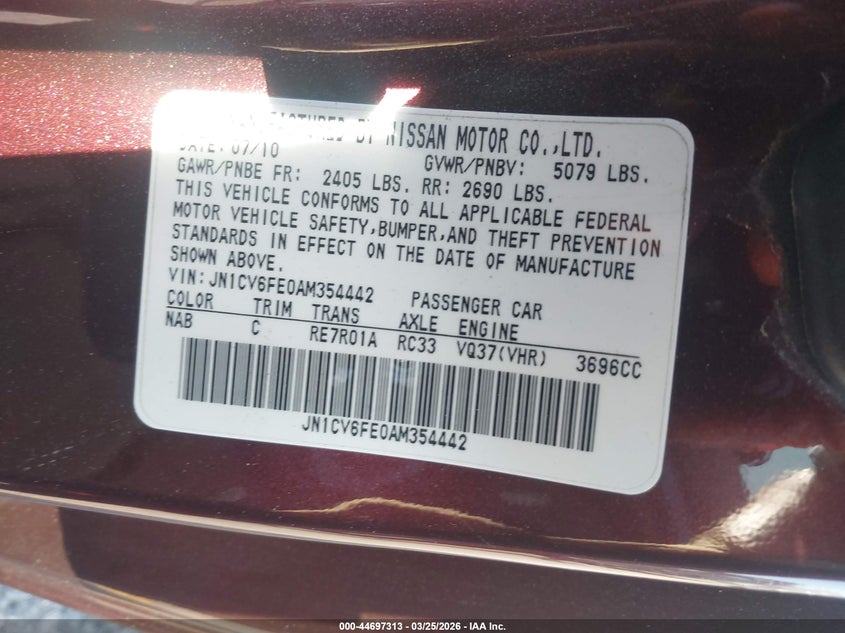 BY NISSAN MOTOR CO.,LTD.
DATE: 07/10 GVWR/PNBV: 5079 LBS.
GAWR/PNBE FR: 2405 LBS. RR: 2690 LBS.
THIS VEHICLE CONFORMS TO ALL APPLICABLE FEDERAL
MOTOR VEHICLE SAFETY,BUMPER,AND THEFT PREVENTION
STANDARDS IN EFFECT ON THE DATE OF MANUFACTURE
SHOWN ABOVE.
VIN:JN1CV6FE0AM354442 PASSENGER CAR
COLOR TRIM TRANS AXLE ENGINE
NAB C RE7R01A RC33 VQ37(VHR) 3696CC
JN1CV6FE0AM354442
000-44697313 - 03/25/2026 - IAA Inc.